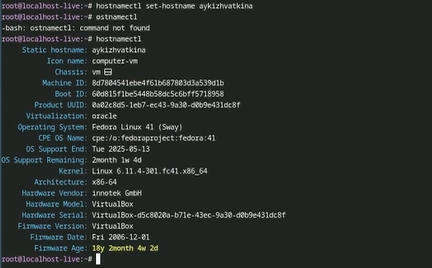 root@localhost-live:~# hostnamectl set-hostname aykizhvatkina
root@localhost-live:~# ostnamectl
-bash: ostnamectl: command not found
root@localhost-live:~# hostnamectl
Static hostname: aykizhvatkina
Icon name: computer-vm
Chassis: vm 🖴
Machine ID: 8d7804541ebe4f61b687803d3a539d1b
Boot ID: 60d815f1be5448b58dc5c6bff5718958
Product UUID: 0a02c8d5-1eb7-ec43-9a30-d0b9e431dc8f
Virtualization: oracle
Operating System: Fedora Linux 41 (Sway)
CPE OS Name: cpe:/o:fedoraproject:fedora:41
OS Support End: Tue 2025-05-13
OS Support Remaining: 2month 1w 4d
Kernel: Linux 6.11.4-301.fc41.x86_64
Architecture: x86-64
Hardware Vendor: innotek GmbH
Hardware Model: VirtualBox
Hardware Serial: VirtualBox-d5c8020a-b71e-43ec-9a30-d0b9e431dc8f
Firmware Version: VirtualBox
Firmware Date: Fri 2006-12-01
Firmware Age: 18y 2month 4w 2d
root@localhost-live:~#